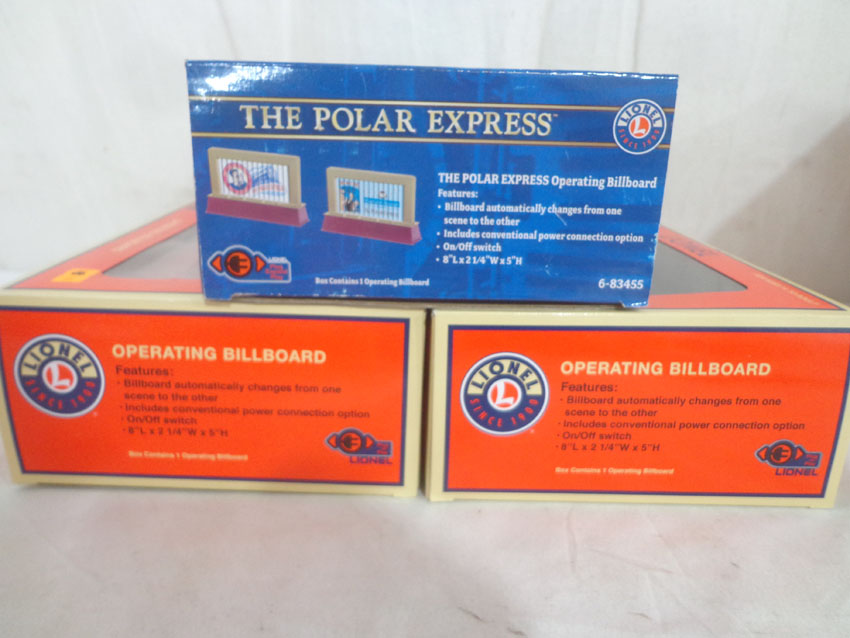 THE POLAR EXPRESS™
LIONEL
SINCE 1900
THE POLAR EXPRESS Operating Billboard
Features:
• Billboard automatically changes from one
scene to the other
• Includes conventional power connection option
• On/Off switch
• 8"L x 2 1/4"W x 5"H
Box Contains 1 Operating Billboard
6-83455
LIONEL
L
SINCE 1900
OPERATING BILLBOARD
Features:
· Billboard automatically changes from one
scene to the other
· Includes conventional power connection option
· On/Off switch
· 8"L x 2 1/4"W x 5"H
Box Contains 1 Operating Billboard
LIONEL
LIONEL
L
SINCE 1900
OPERATING BILLBOARD
Features:
· Billboard automatically changes from one
scene to the other
· Includes conventional power connection option
· On/Off switch
· 8"L x 2 1/4"W x 5"H
Box Contains 1 Operating Billboard
LIONEL